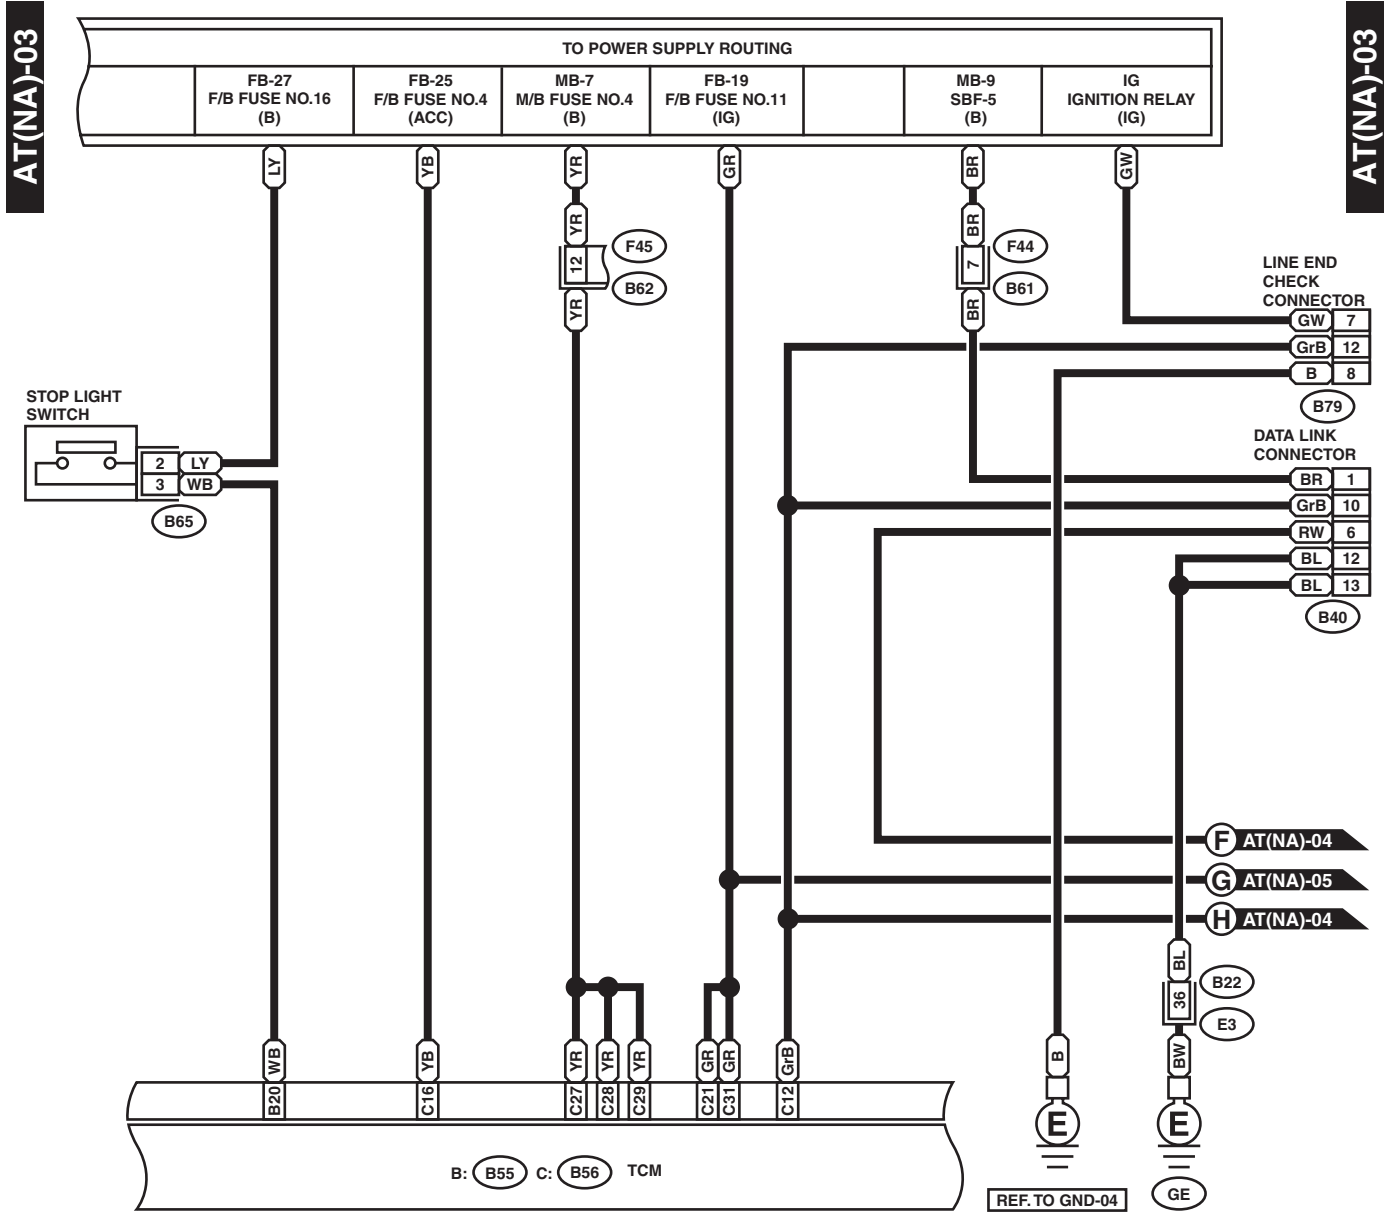 AT(NA)-03
AT(NA)-03
TO POWER SUPPLY ROUTING
FB-27
F/B FUSE NO.16
(B)
FB-25
F/B FUSE NO.4
(ACC)
MB-7
M/B FUSE NO.4
(B)
FB-19
F/B FUSE NO.11
(IG)
MB-9
SBF-5
(B)
IG
IGNITION RELAY
(IG)
LY
YB
YR
GR
BR
GW
YR
12
YR
F45
B62
BR
7
BR
F44
B61
LINE END
CHECK
CONNECTOR
GW 7
GrB 12
B 8
B79
STOP LIGHT
SWITCH
2 LY
3 WB
B65
DATA LINK
CONNECTOR
BR 1
GrB 10
RW 6
BL 12
BL 13
B40
F AT(NA)-04
G AT(NA)-05
H AT(NA)-04
BL
36
BW
B22
E3
WB
YB
YR
YR
YR
GR
GR
GrB
B
B20
C16
C27
C28
C29
C21
C31
C12
E
E
B: B55 C: B56 TCM
REF. TO GND-04
GE